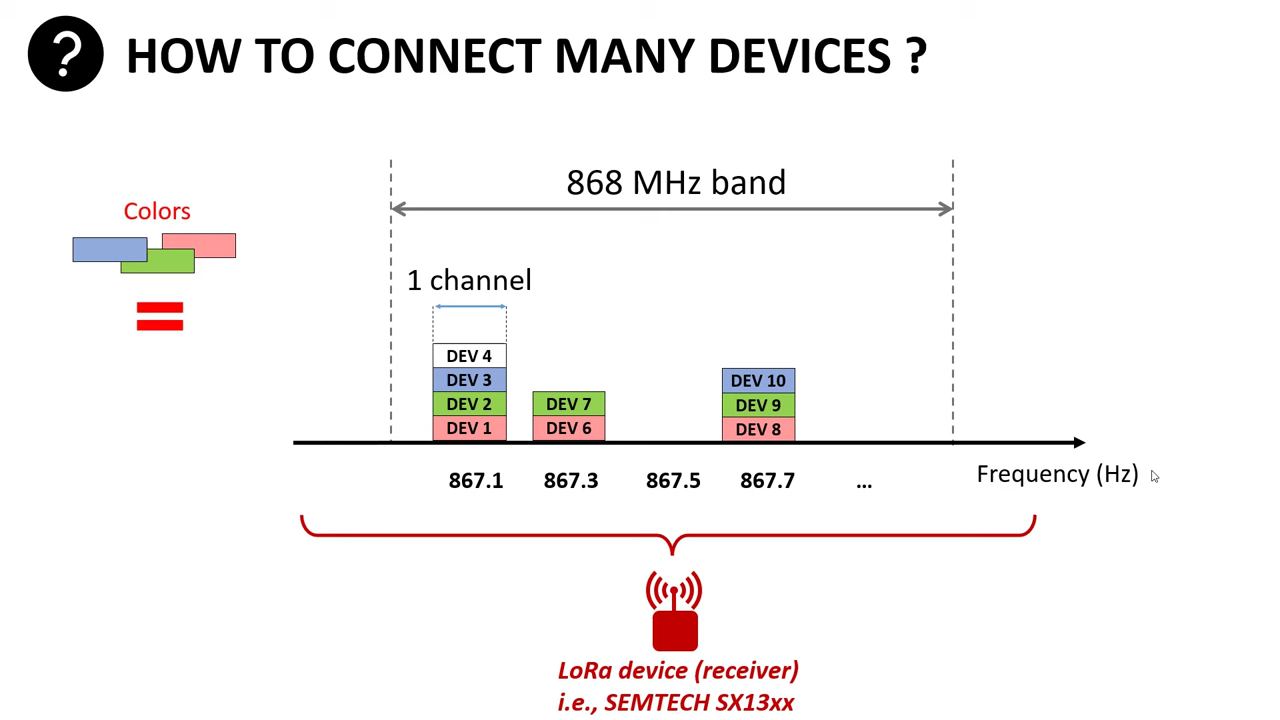 ?
HOW TO CONNECT MANY DEVICES ?
868 MHz band
Colors
1 channel
DEV 4
DEV 3
DEV 2
DEV 1
DEV 7
DEV 6
DEV 10
DEV 9
DEV 8
867.1 867.3 867.5 867.7 ...
Frequency (Hz)
LoRa device (receiver)
i.e., SEMTECH SX13xx